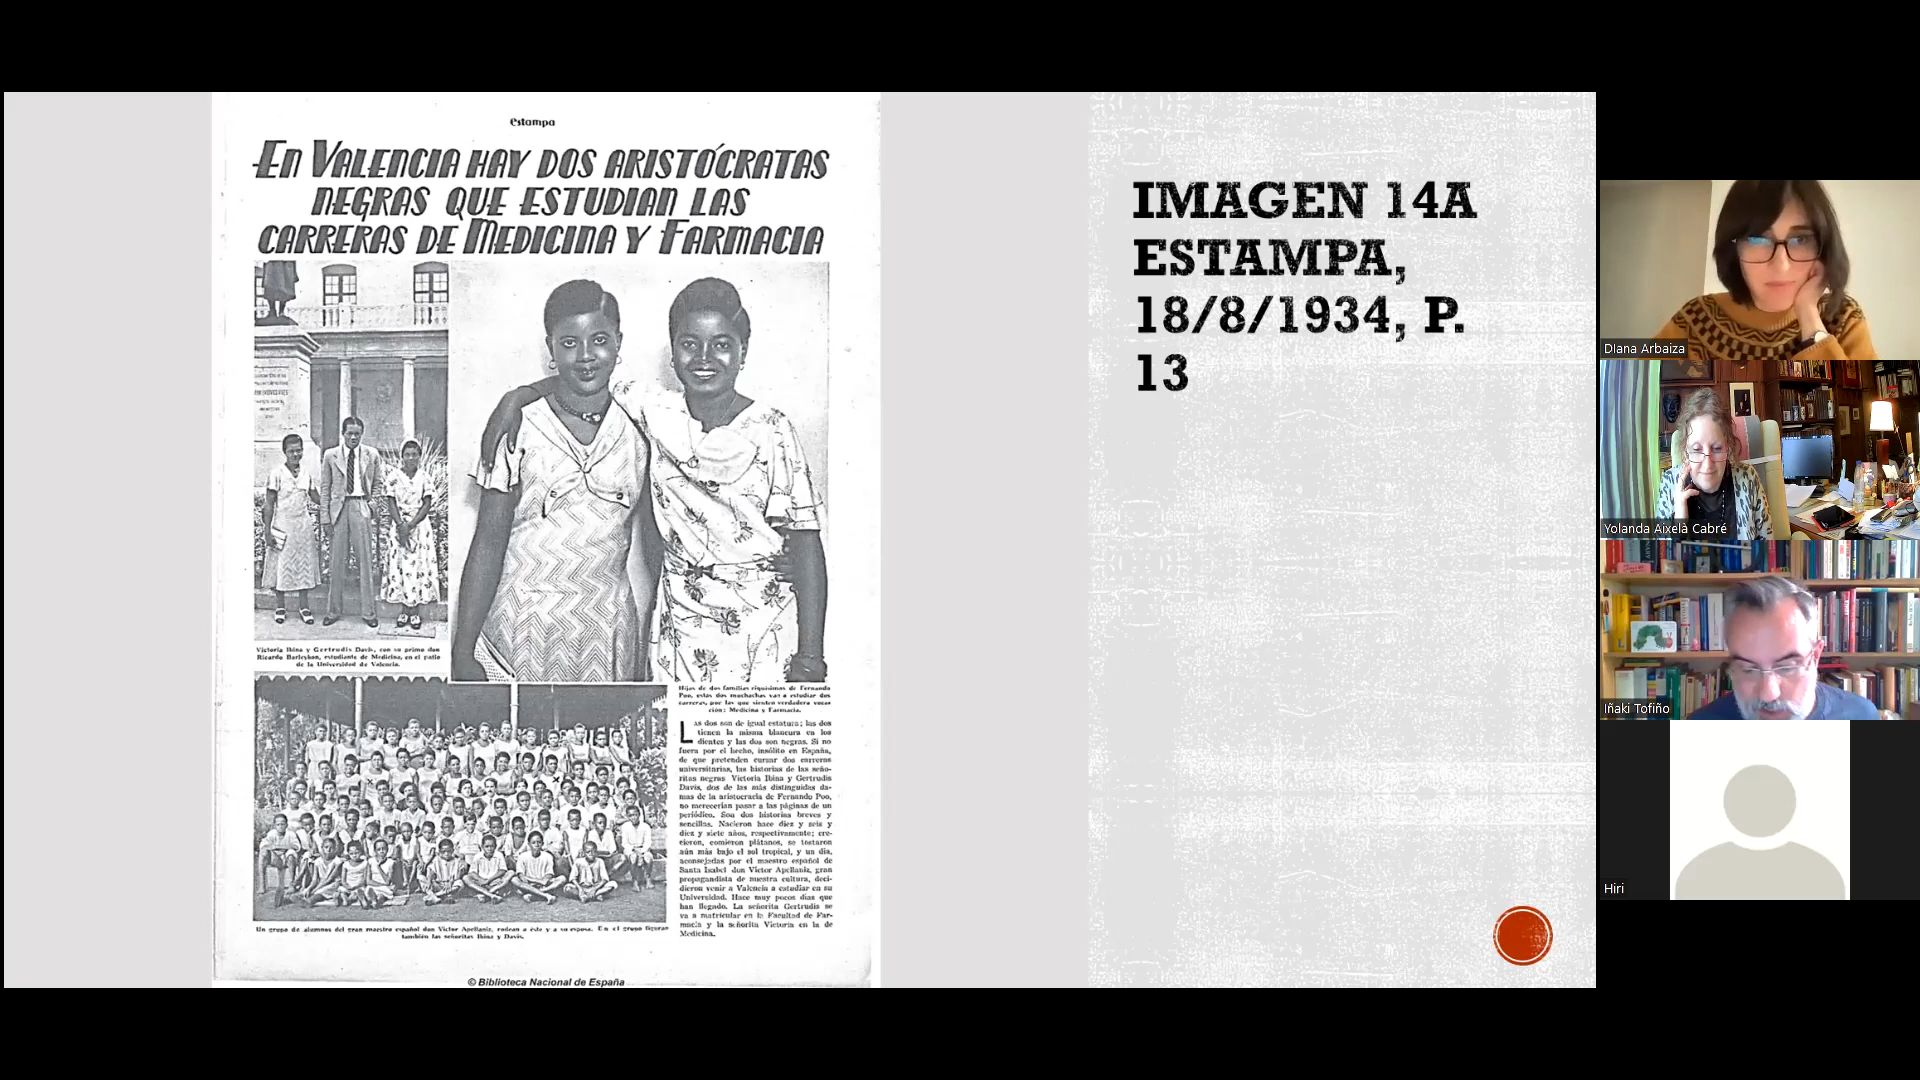 estampa
En Valencia hay dos aristócratas
negras que estudian las
carreras de Medicina y Farmacia
Victoria Ibina y Gertrudis Davis, con su primo don
Ricardo Barleyhon, estudiante de Medicina, en el patio
de la Universidad de Valencia.
Hijas de dos familias riquísimas de Fernando
Poo, estas dos muchachas van a estudiar dos
carreras, por las que sienten verdadera voca-
ción: Medicina y Farmacia.
Las dos son de igual estatura; las dos
tienen la misma blancura en los
dientes y las dos son negras. Si no
fuera por el hecho, insólito en España,
de que pretenden cursar dos carreras
universitarias, las historias de las seño-
ritas negras Victoria Ibina y Gertrudis
Davis, dos de las más distinguidas da-
mas de la aristocracia de Fernando Poo,
no merecerían pasar a las páginas de un
periódico. Son dos historias breves y
sencillas. Nacieron hace diez y seis y
diez y siete años, respectivamente; cre-
cieron, comieron plátanos, se tostaron
aún más bajo el sol tropical, y un día,
aconsejadas por el maestro español de
Santa Isabel don Víctor Apellaniz, gran
propagandista de nuestra cultura, deci-
dieron venir a Valencia a estudiar en su
Universidad. Hace muy pocos días que
han llegado. La señorita Gertrudis se
va a matricular en la Facultad de Far-
macia y la señorita Victoria en la de
Medicina.
Un grupo de alumnos del gran maestro español don Víctor Apellaniz, rodean a éste y a su esposa. En el grupo figuran
también las señoritas Ibina y Davis.
© Biblioteca Nacional de España
IMAGEN 14A
ESTAMPA,
18/8/1934, P.
13
DIana Arbaiza
Yolanda Aixelà Cabré
Iñaki Tofiño
Hiri